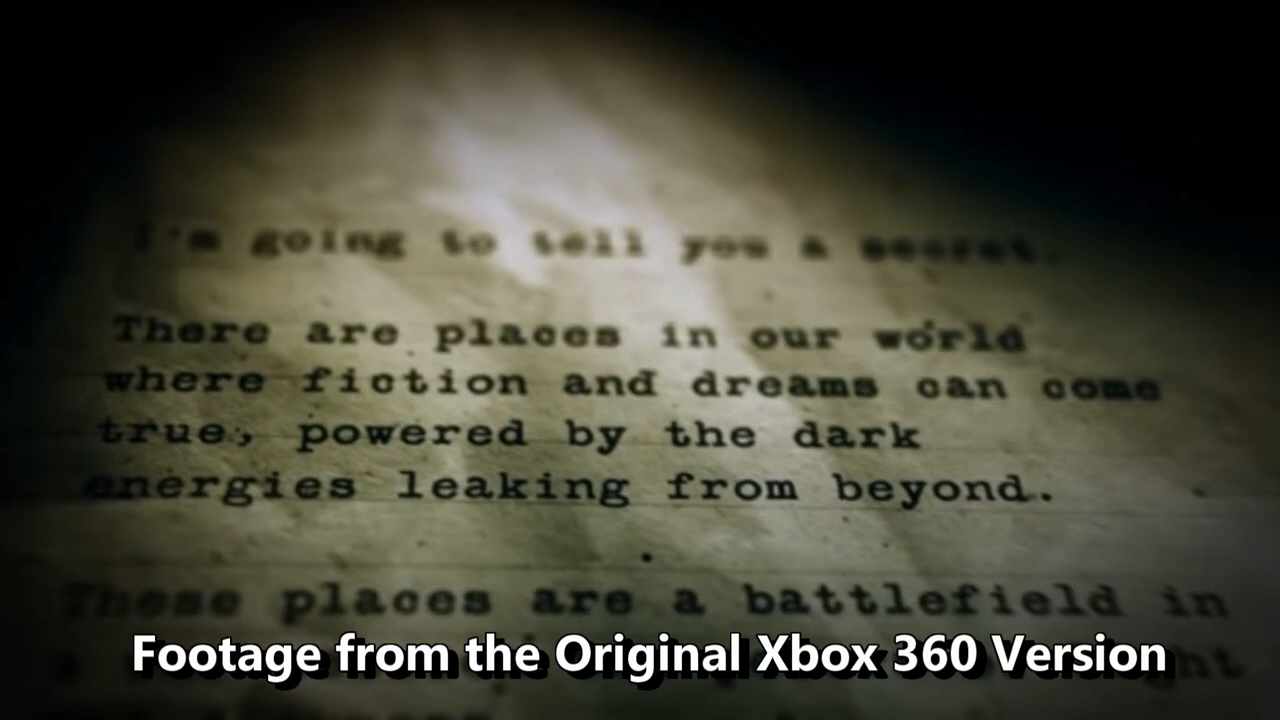 I'm going to tell you a secret.
There are places in our world
where fiction and dreams can come
true, powered by the dark
energies leaking from beyond.
These places are a battlefield in
Footage from the Original Xbox 360 Version